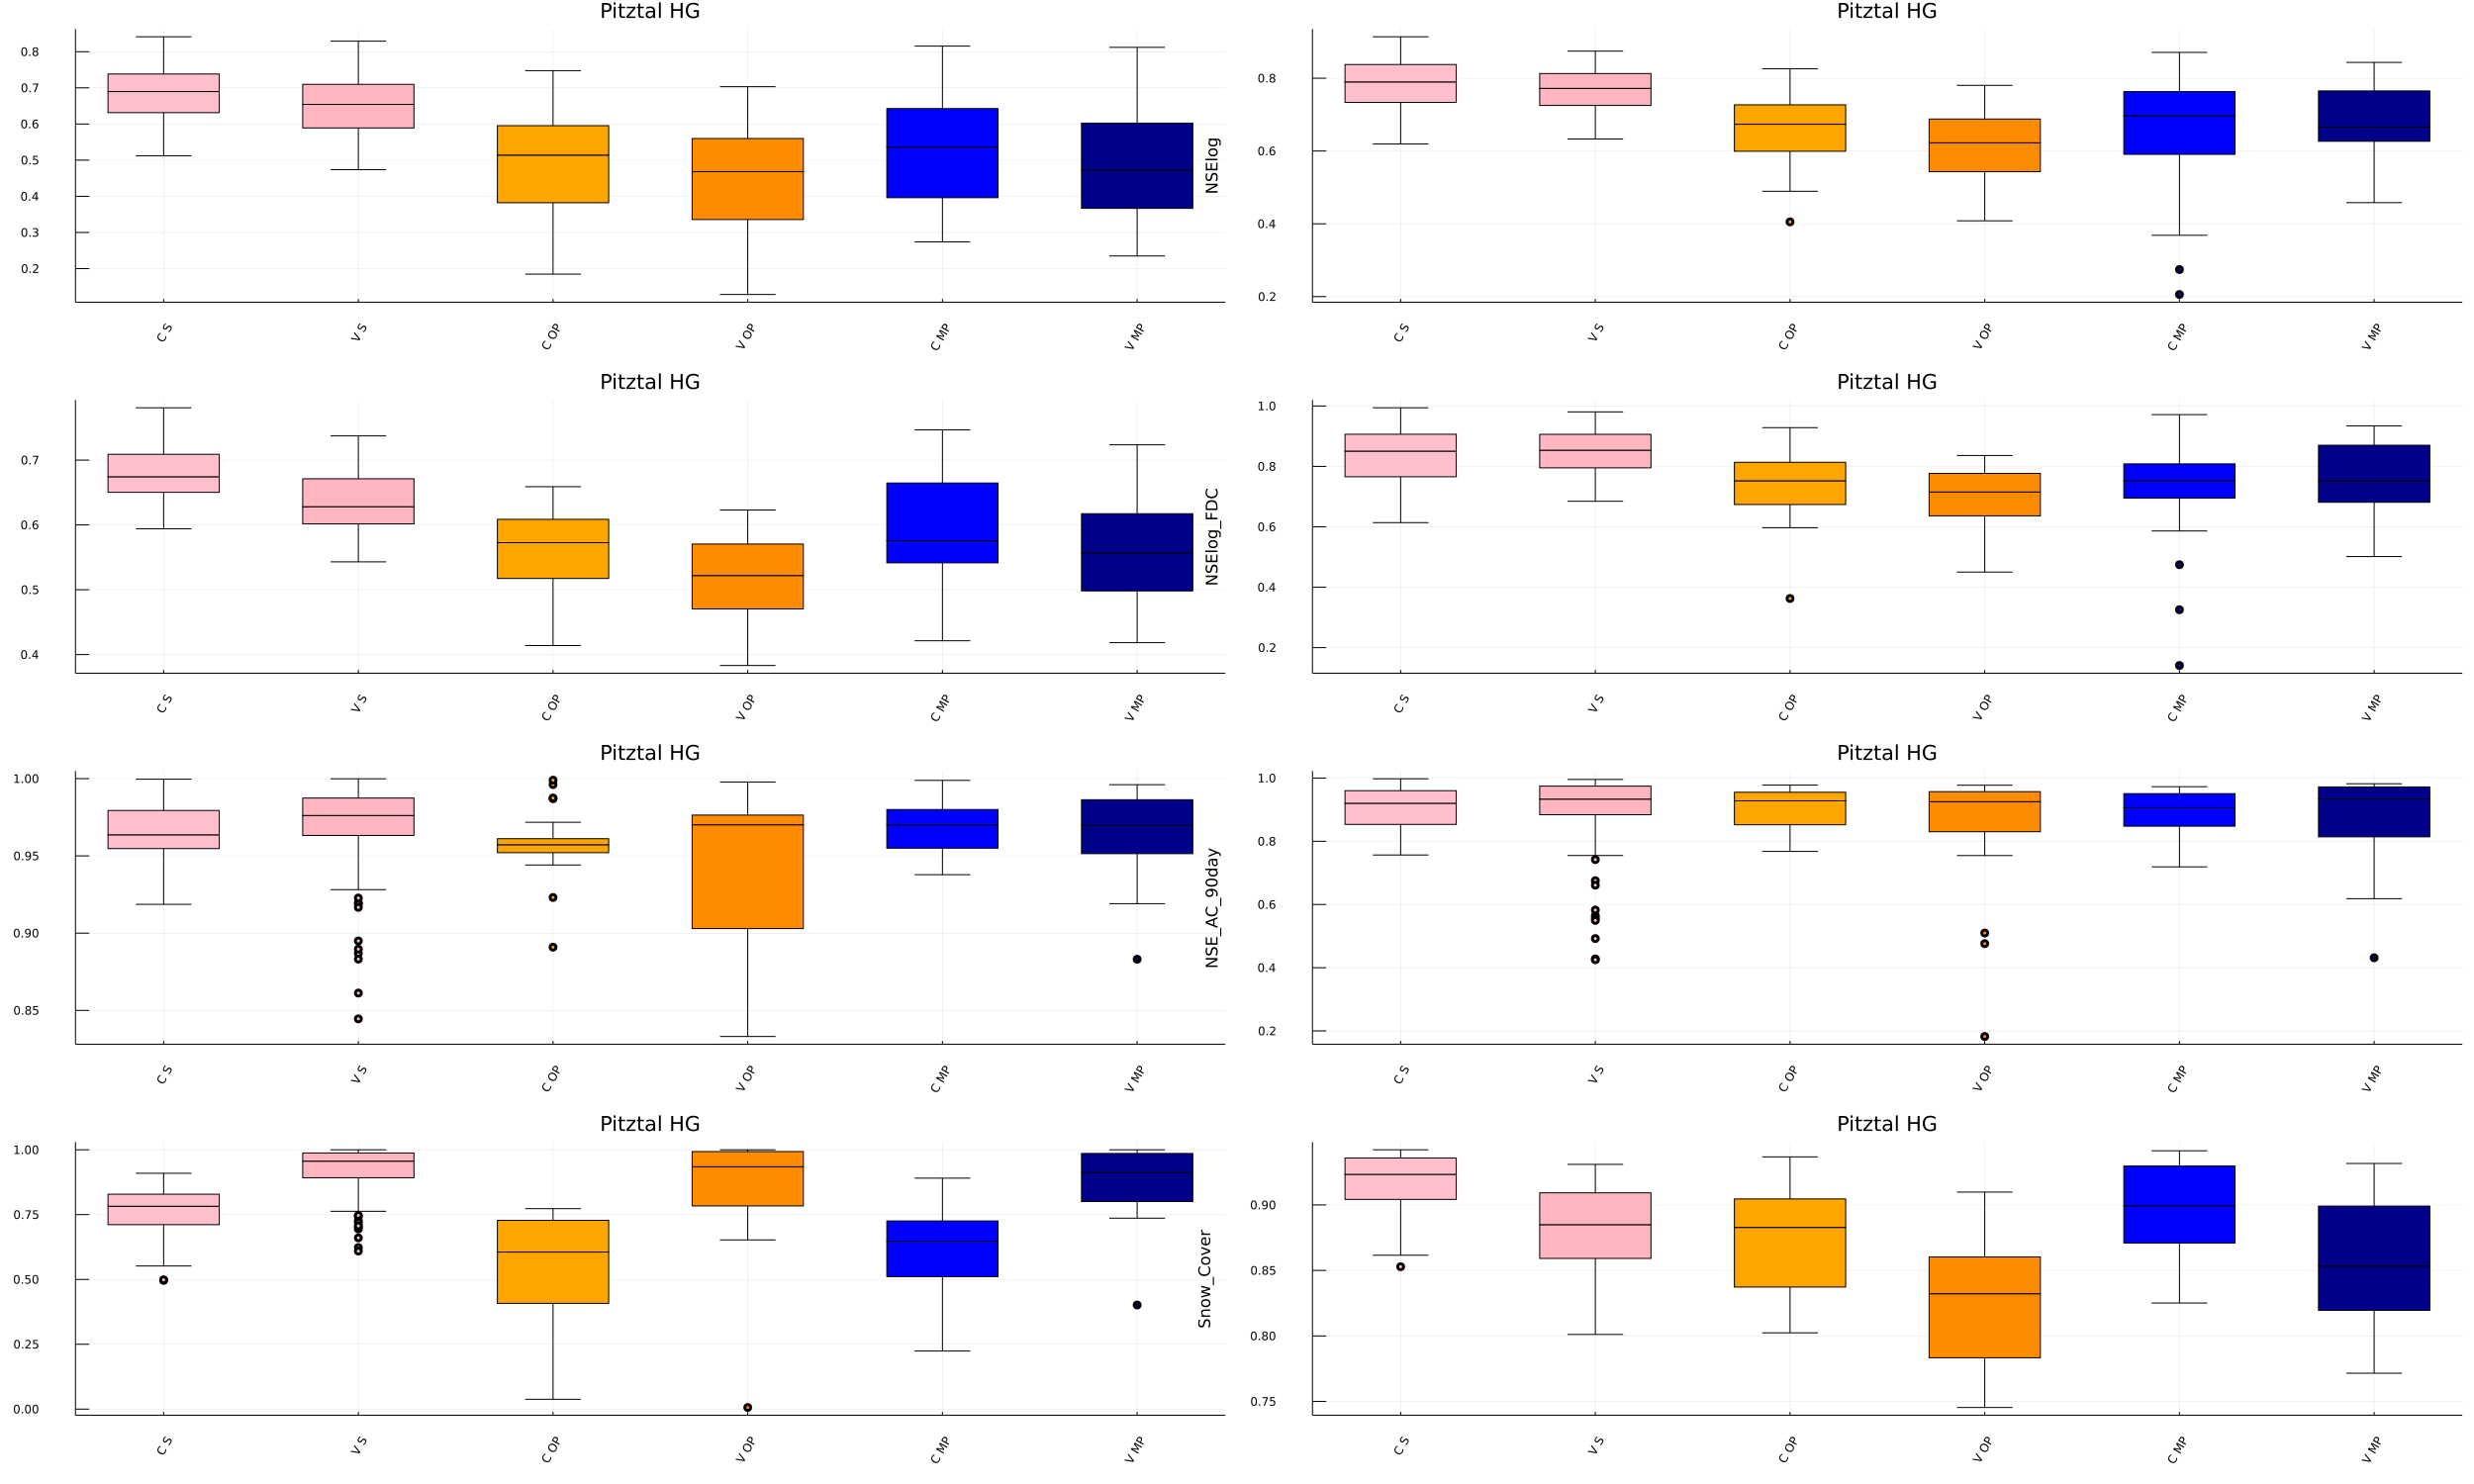 Pitztal HG
0.8
0.7
0.6
0.5
0.4
0.3
0.2
C S
V S
C OP
V OP
C MP
V MP
Pitztal HG
NSElog
0.8
0.6
0.4
0.2
C S
V S
C OP
V OP
C MP
V MP
Pitztal HG
0.7
0.6
0.5
0.4
C S
V S
C OP
V OP
C MP
V MP
Pitztal HG
NSElog_FDC
1.0
0.8
0.6
0.4
0.2
C S
V S
C OP
V OP
C MP
V MP
Pitztal HG
1.00
0.95
0.90
0.85
C S
V S
C OP
V OP
C MP
V MP
Pitztal HG
NSE_AC_90day
1.0
0.8
0.6
0.4
0.2
C S
V S
C OP
V OP
C MP
V MP
Pitztal HG
1.00
0.75
0.50
0.25
0.00
C S
V S
C OP
V OP
C MP
V MP
Pitztal HG
Snow_Cover
0.90
0.85
0.80
0.75
C S
V S
C OP
V OP
C MP
V MP